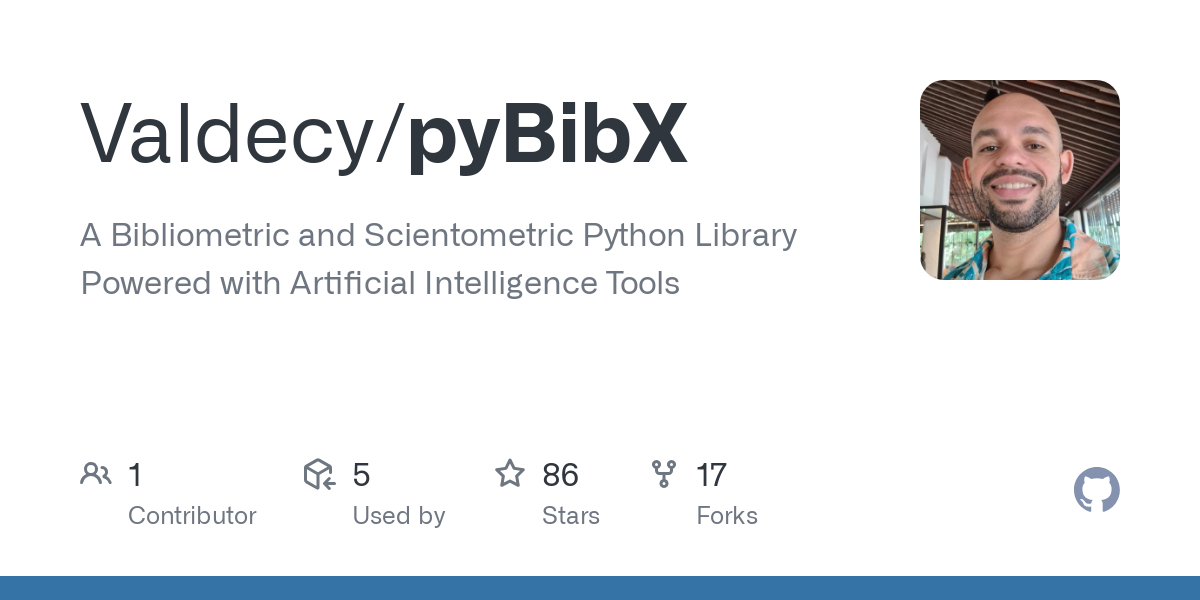 Valdecy/pyBibX
A Bibliometric and Scientometric Python Library
Powered with Artificial Intelligence Tools
1 5 86 17
Contributor Used by Stars Forks